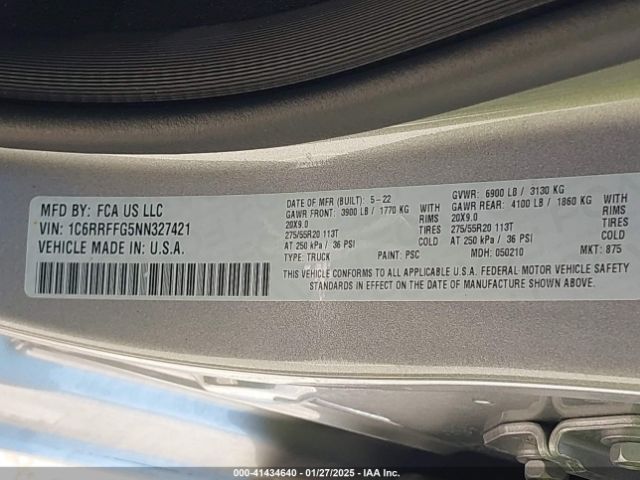 MFD BY: FCA US LLC
VIN: 1C6RRFFG5NN327421
VEHICLE MADE IN: U.S.A.
DATE OF MFR (BUILT): 5-22
GAWR FRONT: 3900 LB / 1770 KG WITH
20X9.0 RIMS
275/55R20 113T TIRES
AT 250 kPa / 36 PSI
TYPE: TRUCK PAINT: PSC
GVWR: 6900 LB / 3130 KG
GAWR REAR: 4100 LB / 1860 KG WITH
20X9.0 RIMS
275/55R20 113T TIRES
AT 250 kPa / 36 PSI
MDH: 050210 MKT: 875
THIS VEHICLE CONFORMS TO ALL APPLICABLE U.S.A. FEDERAL MOTOR VEHICLE SAFETY
STANDARDS IN EFFECT ON THE DATE OF MANUFACTURE SHOWN ABOVE.
000-41434640 - 01/27/2025 - IAA Inc.